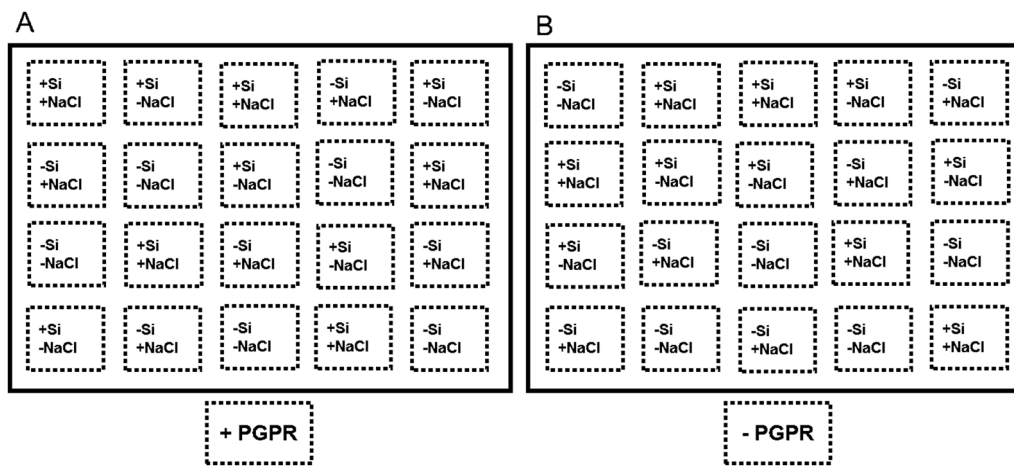 A
+Si
+NaCl
+Si
-NaCl
+Si
+NaCl
-Si
+NaCl
+Si
-NaCl
-Si
+NaCl
-Si
-NaCl
+Si
-NaCl
-Si
-NaCl
+Si
+NaCl
-Si
-NaCl
+Si
+NaCl
-Si
+NaCl
+Si
-NaCl
-Si
+NaCl
+Si
-NaCl
-Si
+NaCl
-Si
-NaCl
+Si
+NaCl
-Si
-NaCl
+ PGPR
B
-Si
-NaCl
+Si
+NaCl
+Si
+NaCl
+Si
-NaCl
-Si
+NaCl
+Si
+NaCl
+Si
-NaCl
+Si
-NaCl
-Si
+NaCl
+Si
-NaCl
+Si
-NaCl
-Si
+NaCl
-Si
-NaCl
+Si
+NaCl
-Si
-NaCl
-Si
+NaCl
-Si
-NaCl
-Si
+NaCl
-Si
-NaCl
+Si
+NaCl
- PGPR